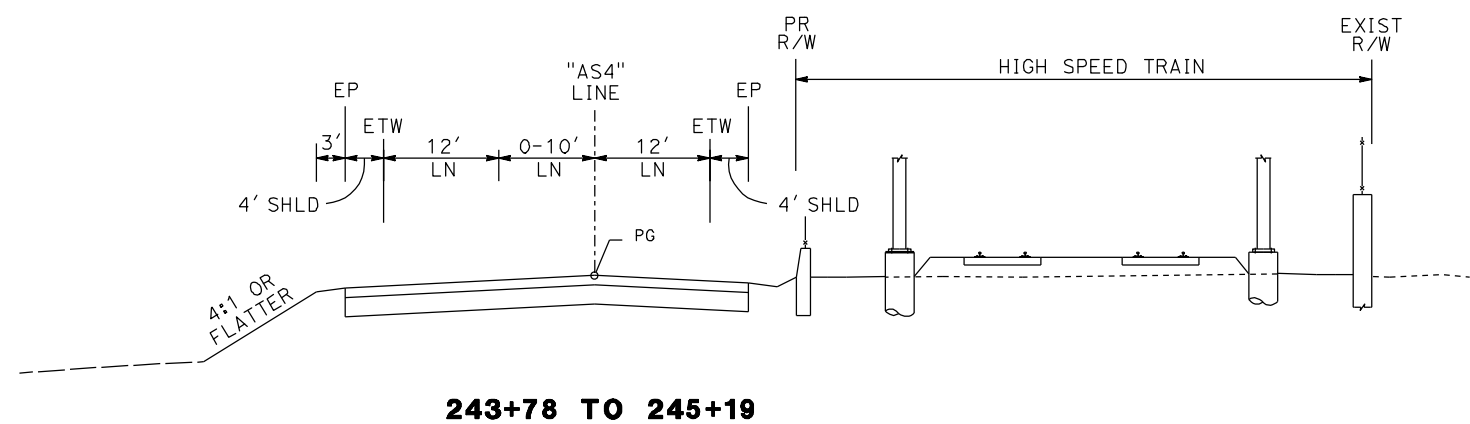 PR
R/W
EXIST
R/W
HIGH SPEED TRAIN
"AS4"
LINE
EP
EP
ETW
ETW
3'
12'
LN
0-10'
LN
12'
LN
4' SHLD
4' SHLD
PG
4:1 OR
FLATTER
243+78 TO 245+19